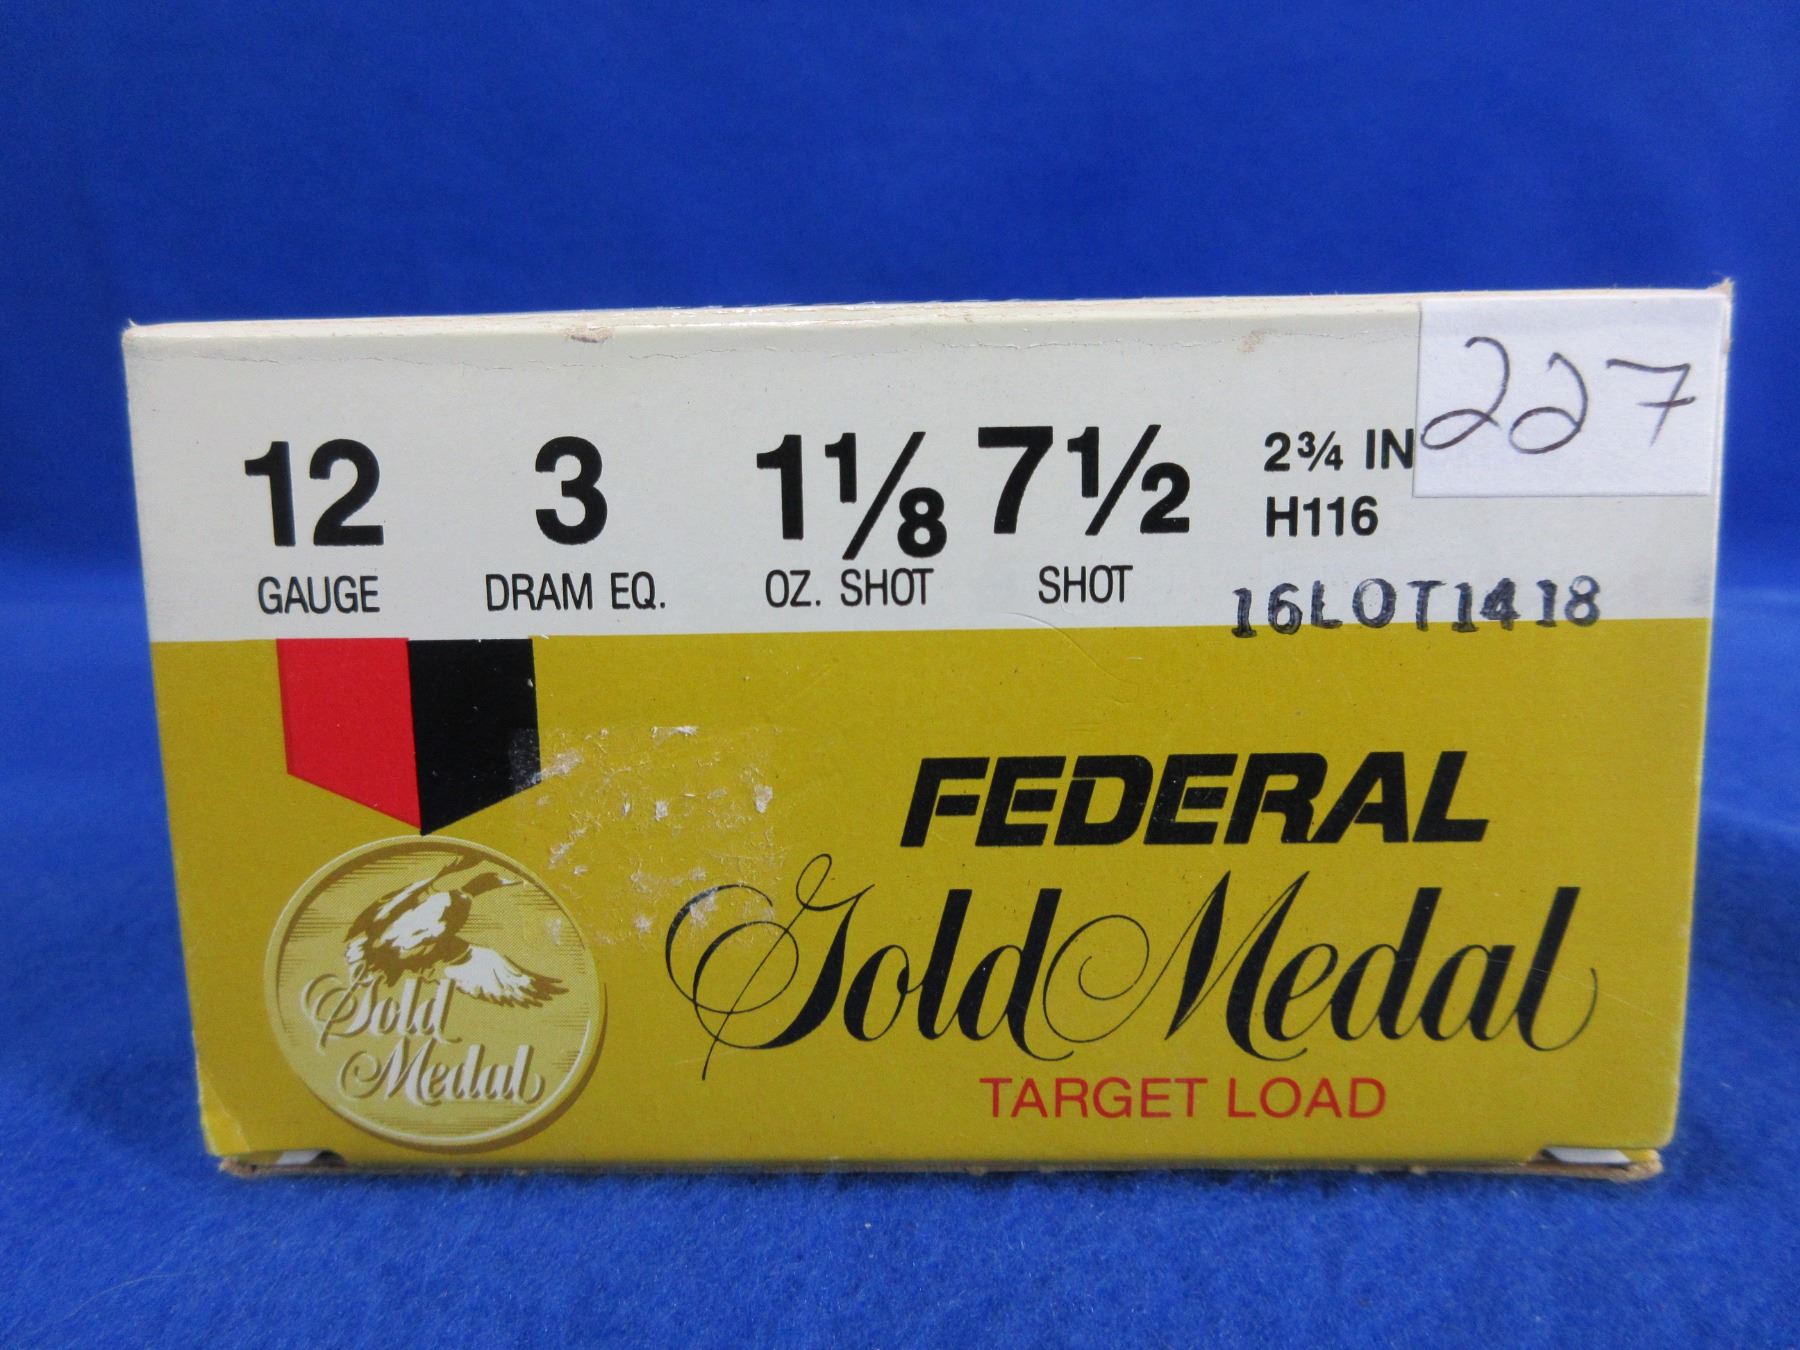 227
12 3 1⅛ 7½ 2¾ IN
H116
GAUGE DRAM EQ. OZ. SHOT SHOT
16LOT1418
FEDERAL
Gold Medal
TARGET LOAD
Gold
Medal